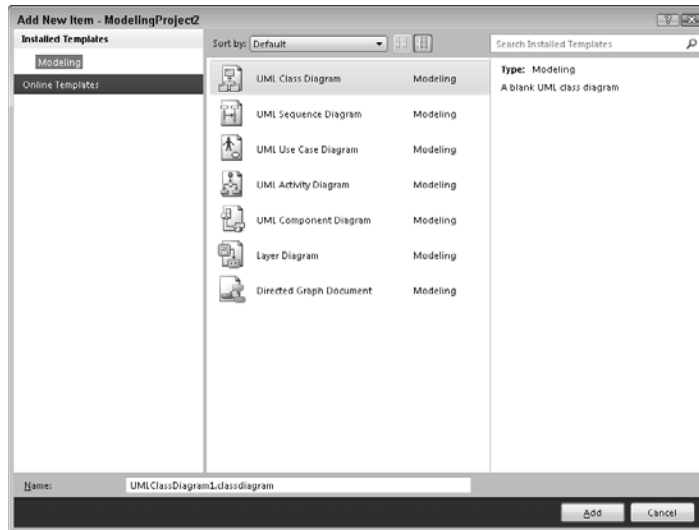 Add New Item - ModelingProject2
Installed Templates
Modeling
Online Templates
Sort by: Default
UML Class Diagram Modeling
UML Sequence Diagram Modeling
UML Use Case Diagram Modeling
UML Activity Diagram Modeling
UML Component Diagram Modeling
Layer Diagram Modeling
Directed Graph Document Modeling
Search Installed Templates
Type: Modeling
A blank UML class diagram
Name: UMLClassDiagram1.classdiagram
Add Cancel